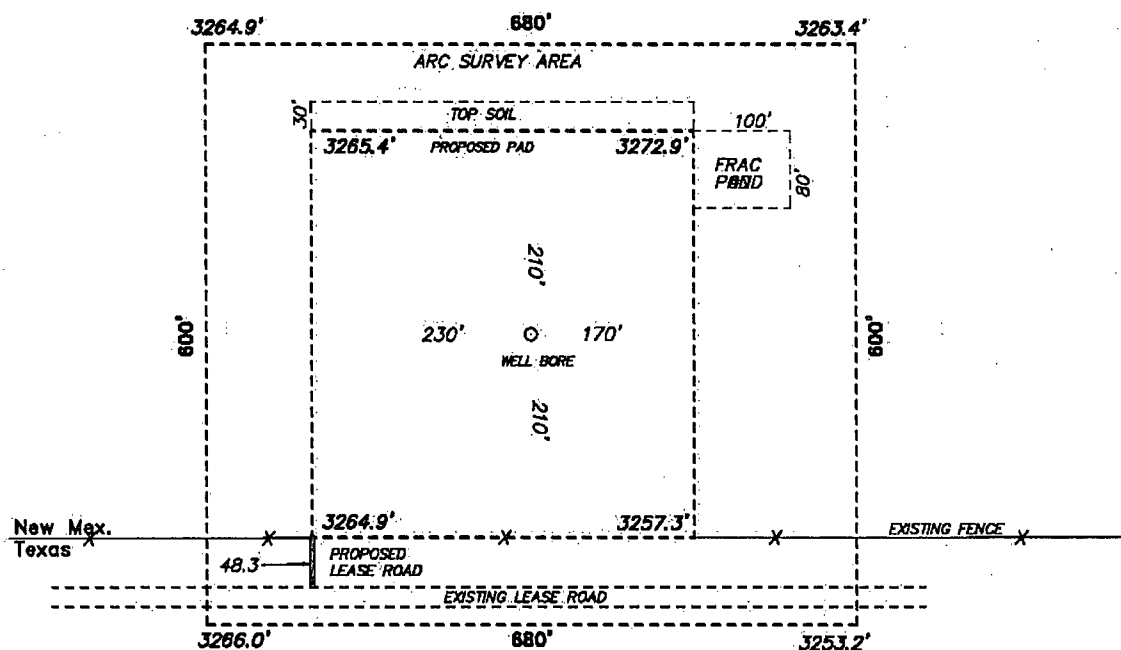 3264.9' 680' 3263.4'
ARC SURVEY AREA
30' TOP SOIL
100'
3265.4' PROPOSED PAD 3272.9'
FRAC
80'
210'
600' 230' 170' 600'
WELL BORE
210'
New Mex. 3264.9' 3257.3' EXISTING FENCE
Texas
PROPOSED
48.3 LEASE ROAD
EXISTING LEASE ROAD
3266.0' 680' 3253.2'